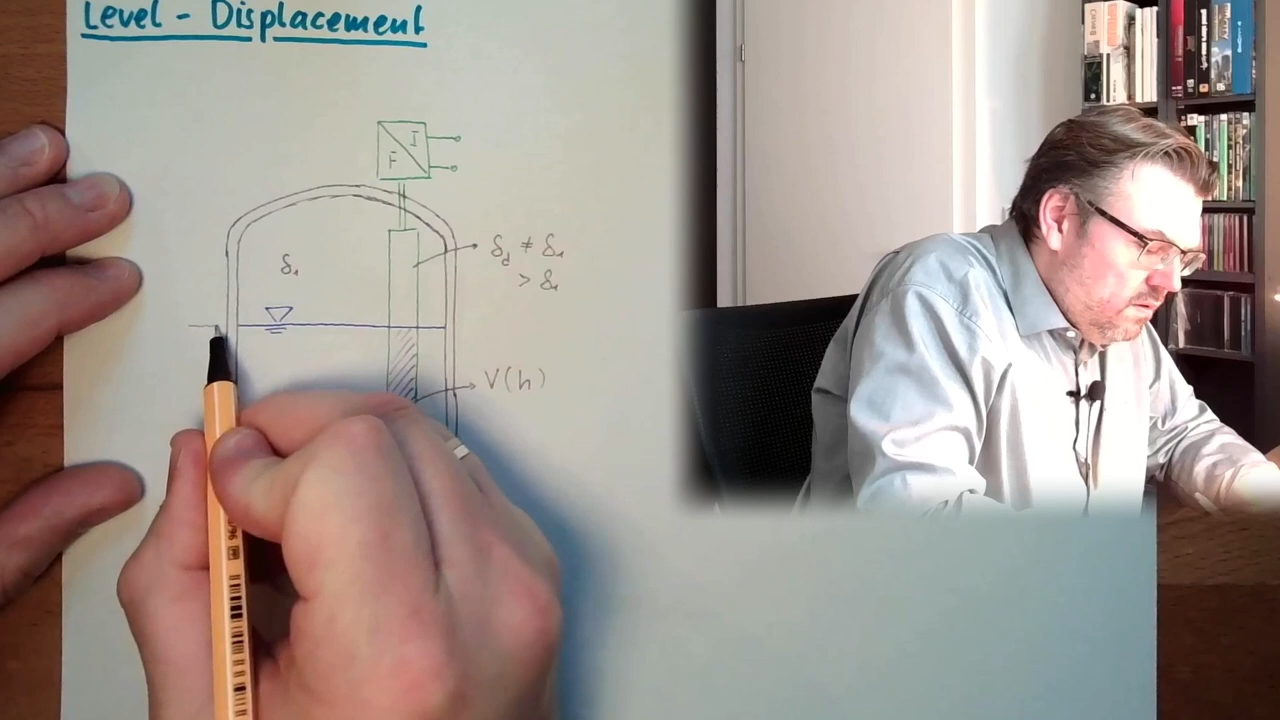 Level - Displacement
I
F
δ₁
δd ≠ δ₁
> δ₁
V(h)